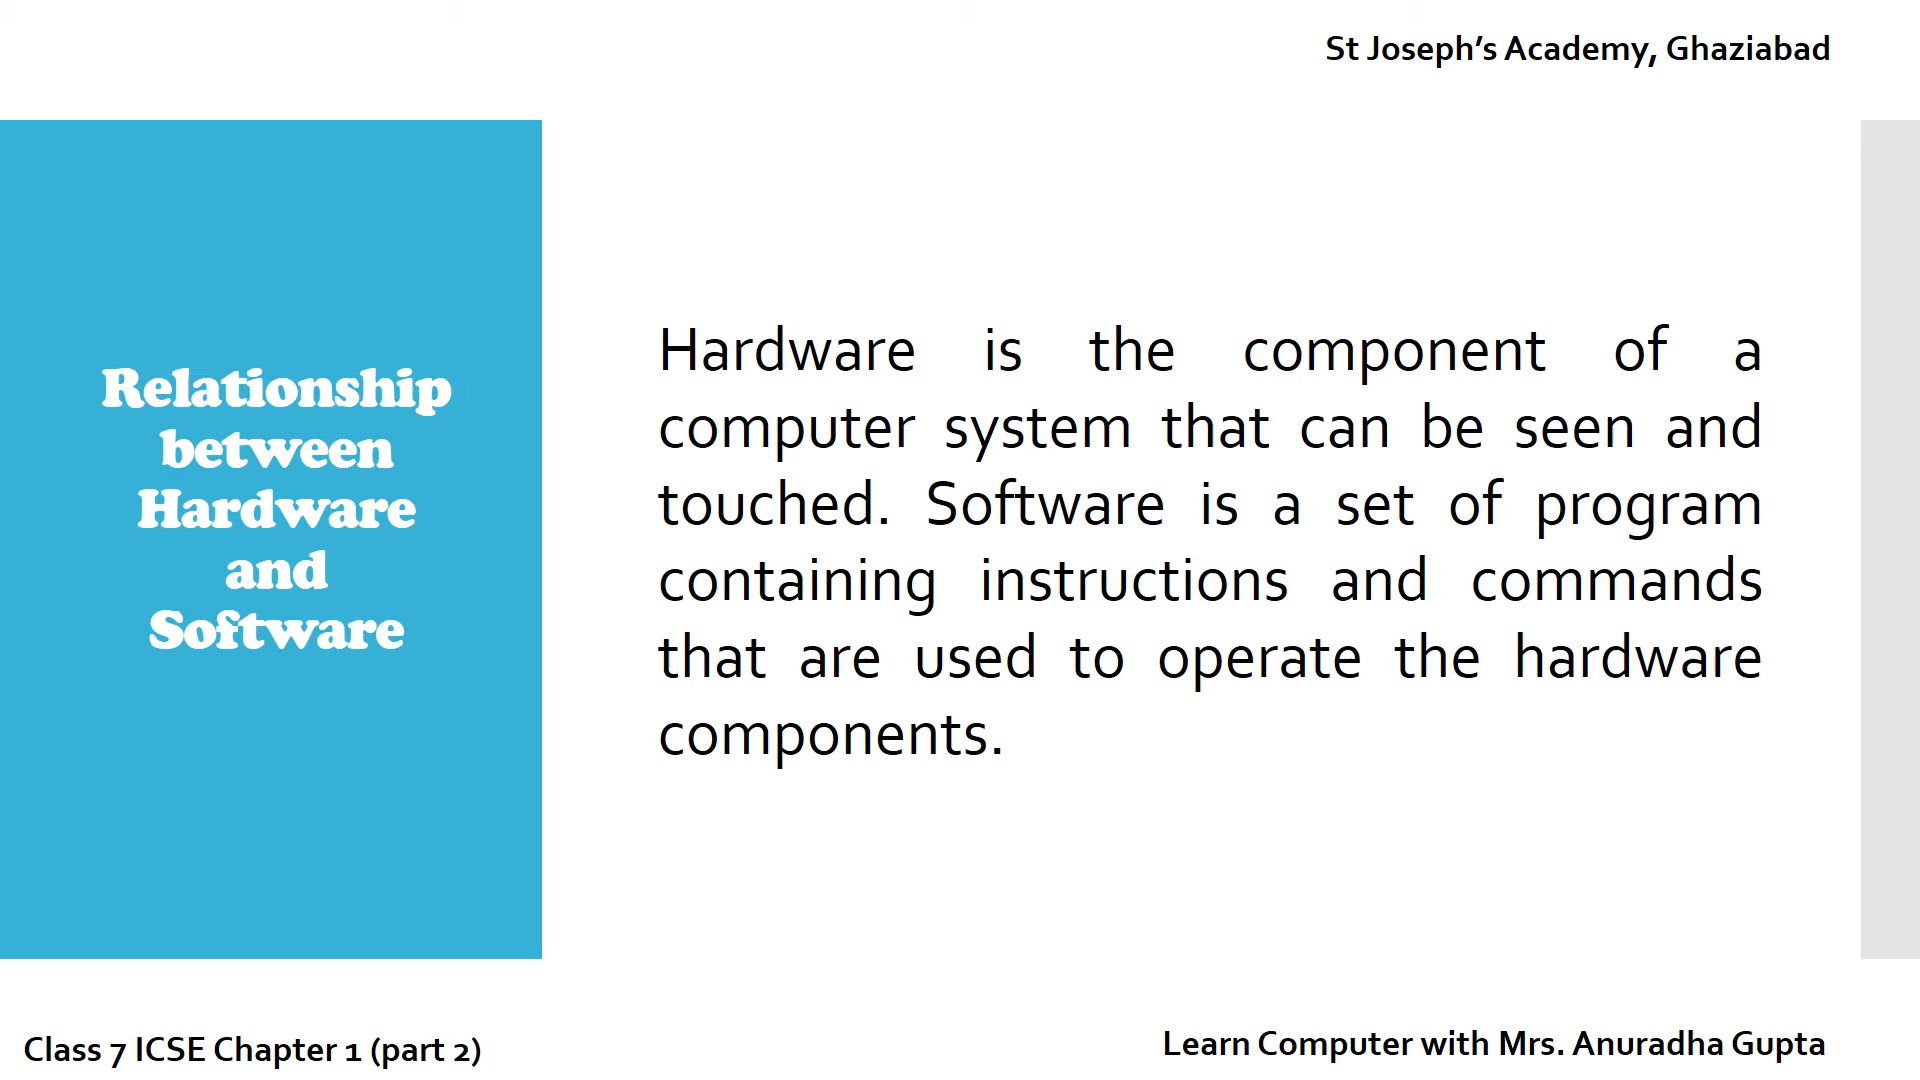 St Joseph’s Academy, Ghaziabad
Relationship
between
Hardware
and
Software
Hardware is the component of a
computer system that can be seen and
touched. Software is a set of program
containing instructions and commands
that are used to operate the hardware
components.
Class 7 ICSE Chapter 1 (part 2)
Learn Computer with Mrs. Anuradha Gupta